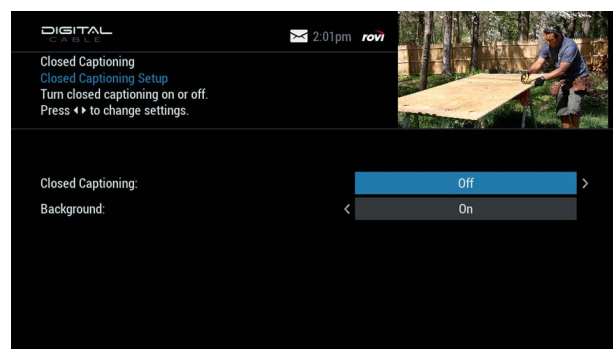 DIGITAL
CABLE
2:01pm rovi
Closed Captioning
Closed Captioning Setup
Turn closed captioning on or off.
Press ◂ ▸ to change settings.
Closed Captioning: Off >
Background: < On